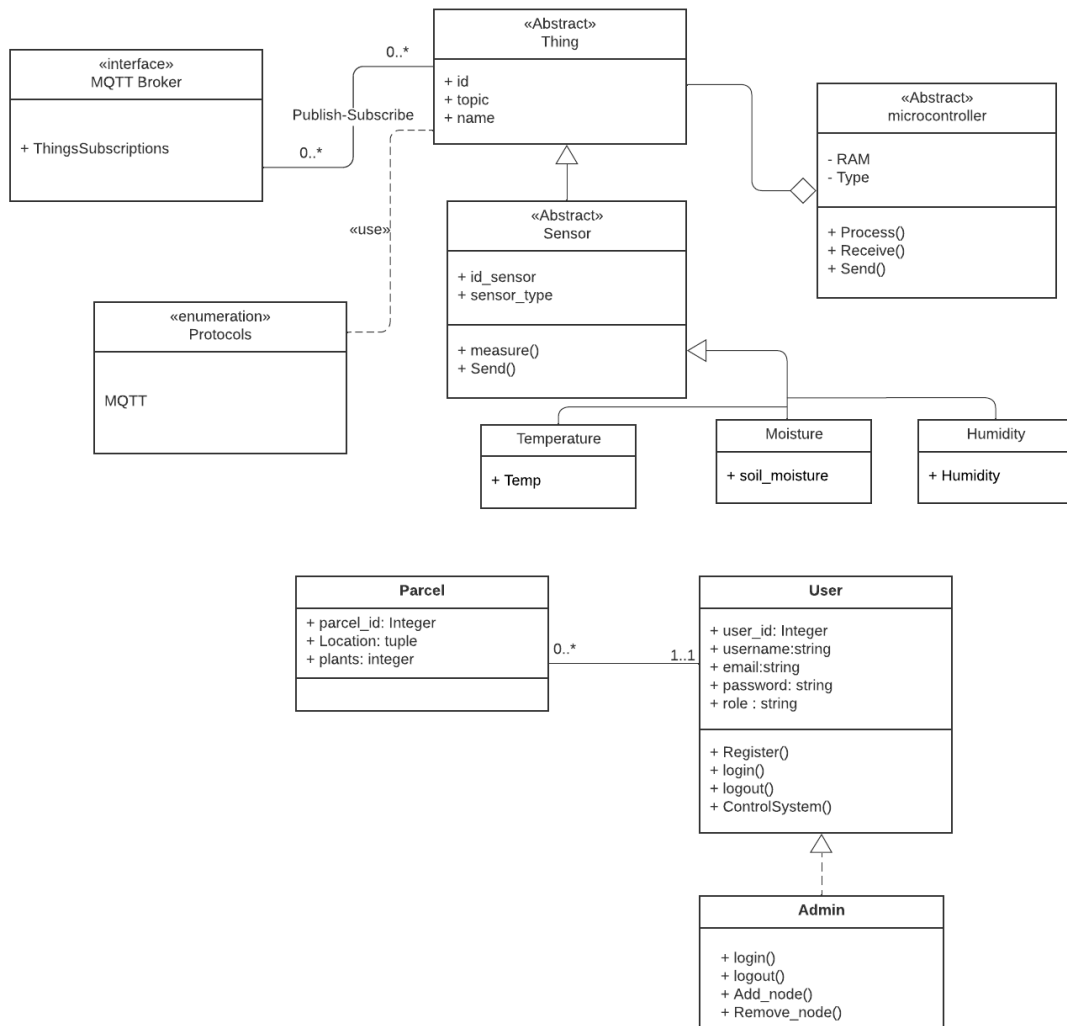 «interface»
MQTT Broker
+ ThingsSubscriptions
0..*
Publish-Subscribe
0..*
«Abstract»
Thing
+ id
+ topic
+ name
«Abstract»
microcontroller
- RAM
- Type
+ Process()
+ Receive()
+ Send()
«use»
«Abstract»
Sensor
+ id_sensor
+ sensor_type
+ measure()
+ Send()
«enumeration»
Protocols
MQTT
Temperature
+ Temp
Moisture
+ soil_moisture
Humidity
+ Humidity
Parcel
+ parcel_id: Integer
+ Location: tuple
+ plants: integer
0..*
1..1
User
+ user_id: Integer
+ username:string
+ email:string
+ password: string
+ role : string
+ Register()
+ login()
+ logout()
+ ControlSystem()
Admin
+ login()
+ logout()
+ Add_node()
+ Remove_node()